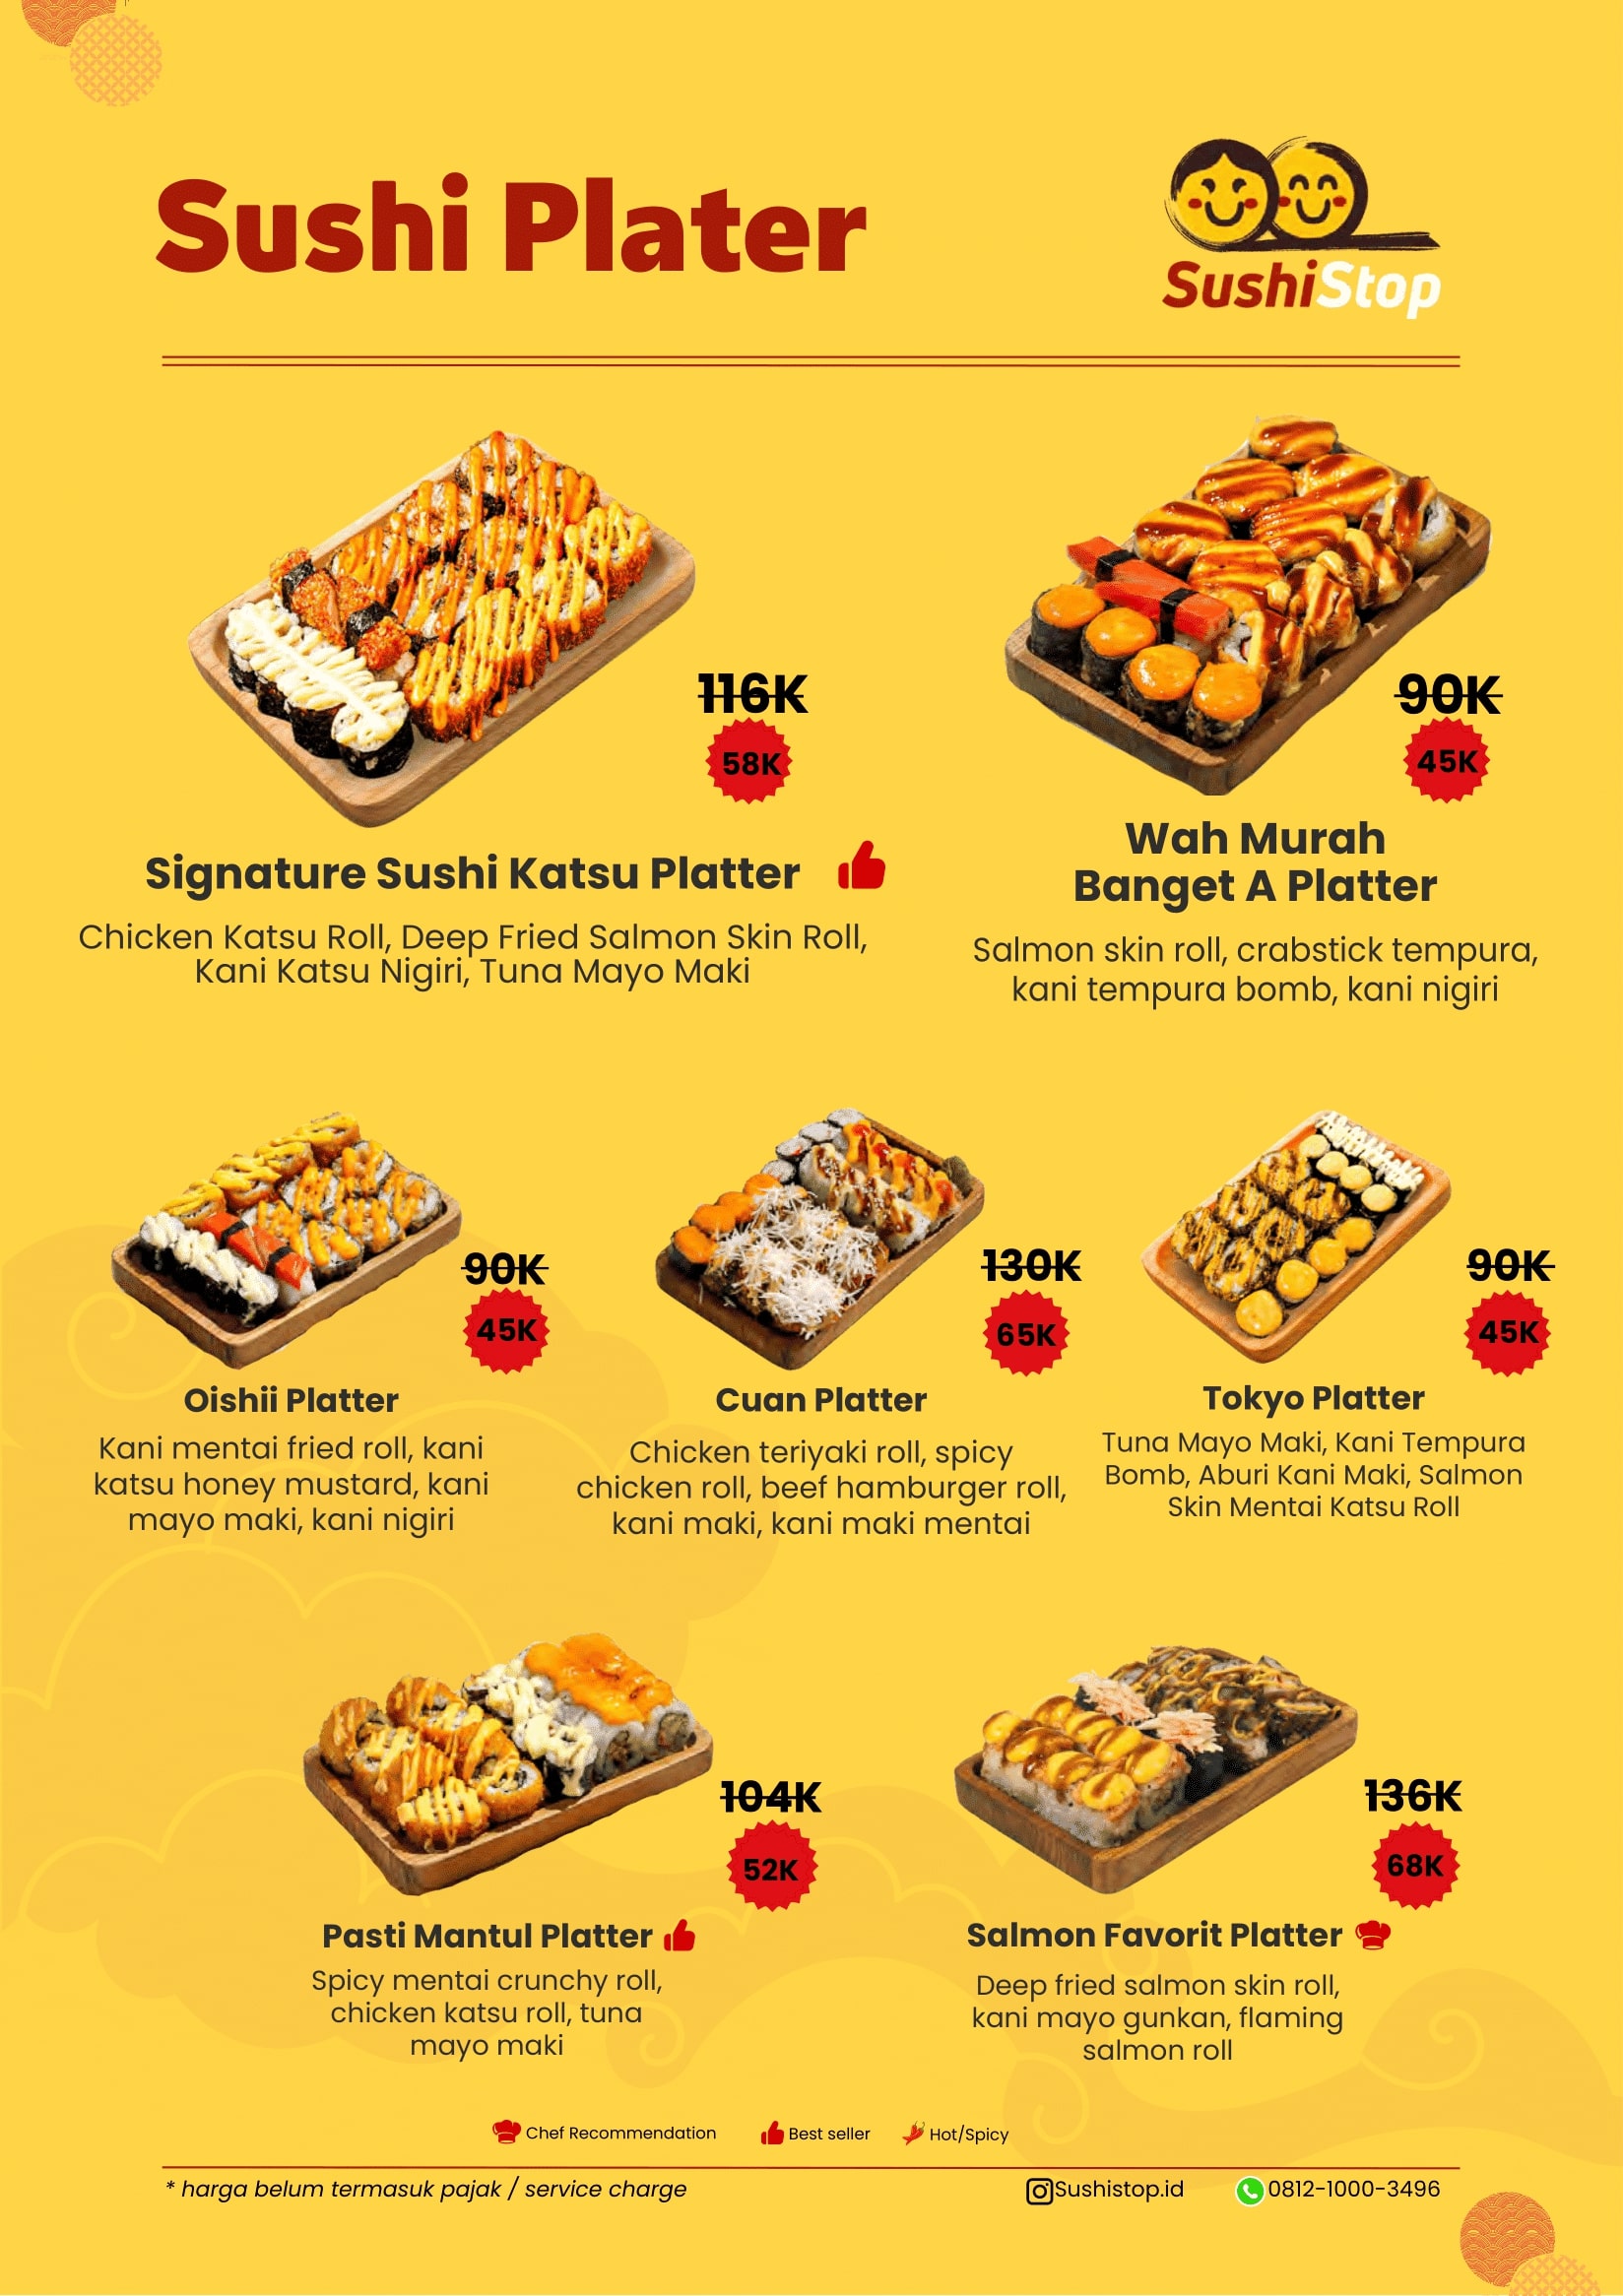 Sushi Plater
SushiStop
116K
58K
Signature Sushi Katsu Platter
Chicken Katsu Roll, Deep Fried Salmon Skin Roll,
Kani Katsu Nigiri, Tuna Mayo Maki
90K
45K
Wah Murah
Banget A Platter
Salmon skin roll, crabstick tempura,
kani tempura bomb, kani nigiri
90K
45K
Oishii Platter
Kani mentai fried roll, kani
katsu honey mustard, kani
mayo maki, kani nigiri
130K
65K
Cuan Platter
Chicken teriyaki roll, spicy
chicken roll, beef hamburger roll,
kani maki, kani maki mentai
90K
45K
Tokyo Platter
Tuna Mayo Maki, Kani Tempura
Bomb, Aburi Kani Maki, Salmon
Skin Mentai Katsu Roll
104K
52K
Pasti Mantul Platter
Spicy mentai crunchy roll,
chicken katsu roll, tuna
mayo maki
136K
68K
Salmon Favorit Platter
Deep fried salmon skin roll,
kani mayo gunkan, flaming
salmon roll
Chef Recommendation Best seller Hot/Spicy
* harga belum termasuk pajak / service charge Sushistop.id 0812-1000-3496